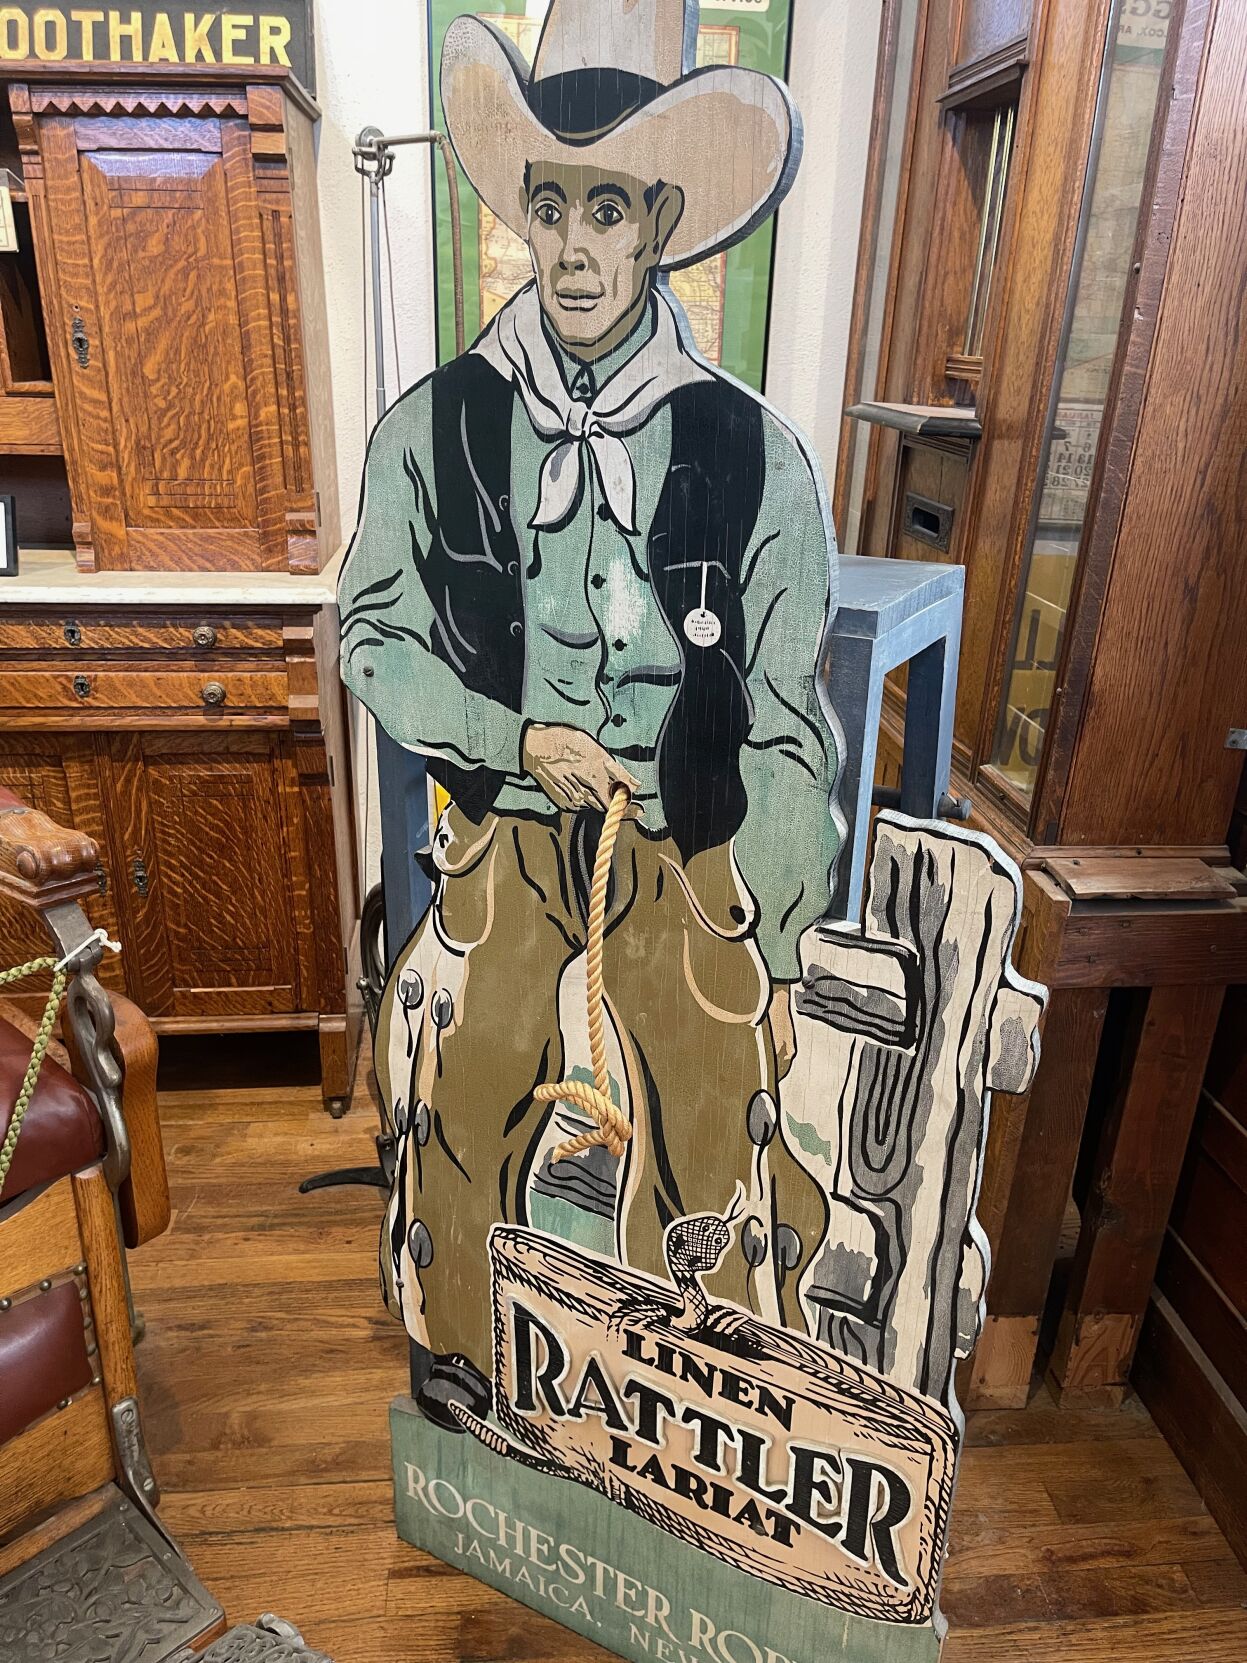 OOTHAKER
LINEN
RATTLER
LARIAT
ROCHESTER ROP
JAMAICA, NEW